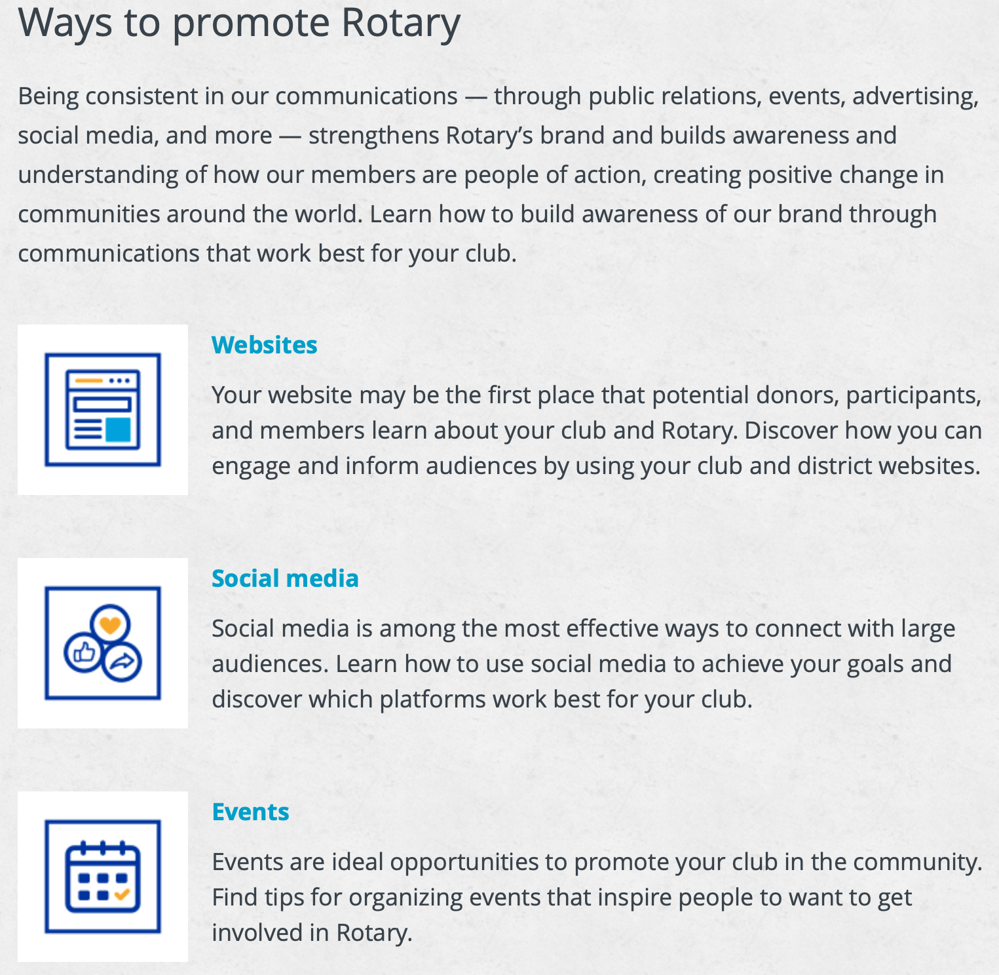 Ways to promote Rotary
Being consistent in our communications — through public relations, events, advertising,
social media, and more — strengthens Rotary’s brand and builds awareness and
understanding of how our members are people of action, creating positive change in
communities around the world. Learn how to build awareness of our brand through
communications that work best for your club.
Websites
Your website may be the first place that potential donors, participants,
and members learn about your club and Rotary. Discover how you can
engage and inform audiences by using your club and district websites.
Social media
Social media is among the most effective ways to connect with large
audiences. Learn how to use social media to achieve your goals and
discover which platforms work best for your club.
Events
Events are ideal opportunities to promote your club in the community.
Find tips for organizing events that inspire people to want to get
involved in Rotary.